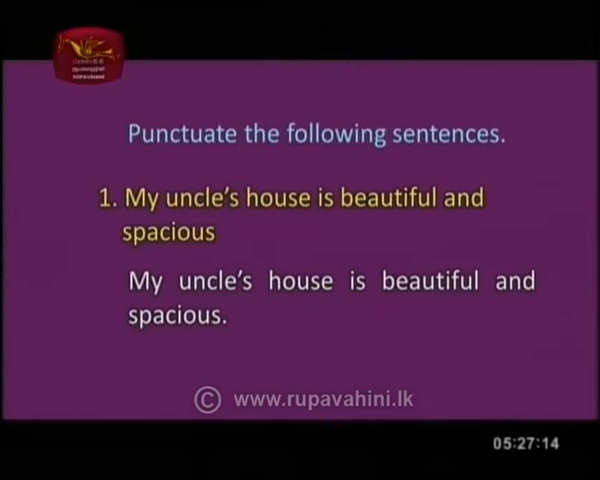 Punctuate the following sentences.
1. My uncle's house is beautiful and
spacious
My uncle's house is beautiful and
spacious.
© www.rupavahini.lk
05:27:14